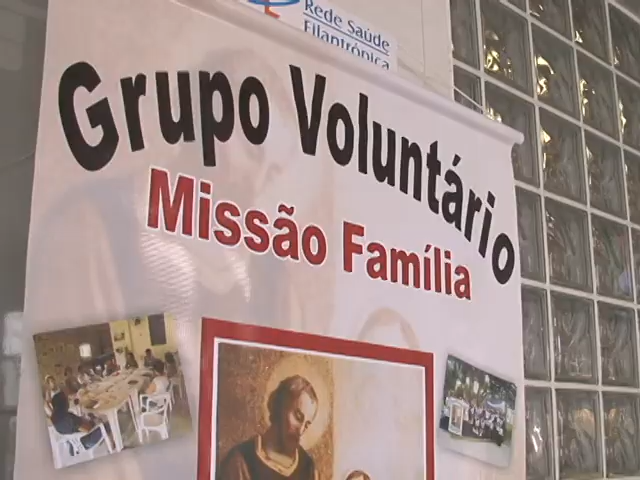 Rede Saúde
Filantrópica
Grupo Voluntário
Missão Família